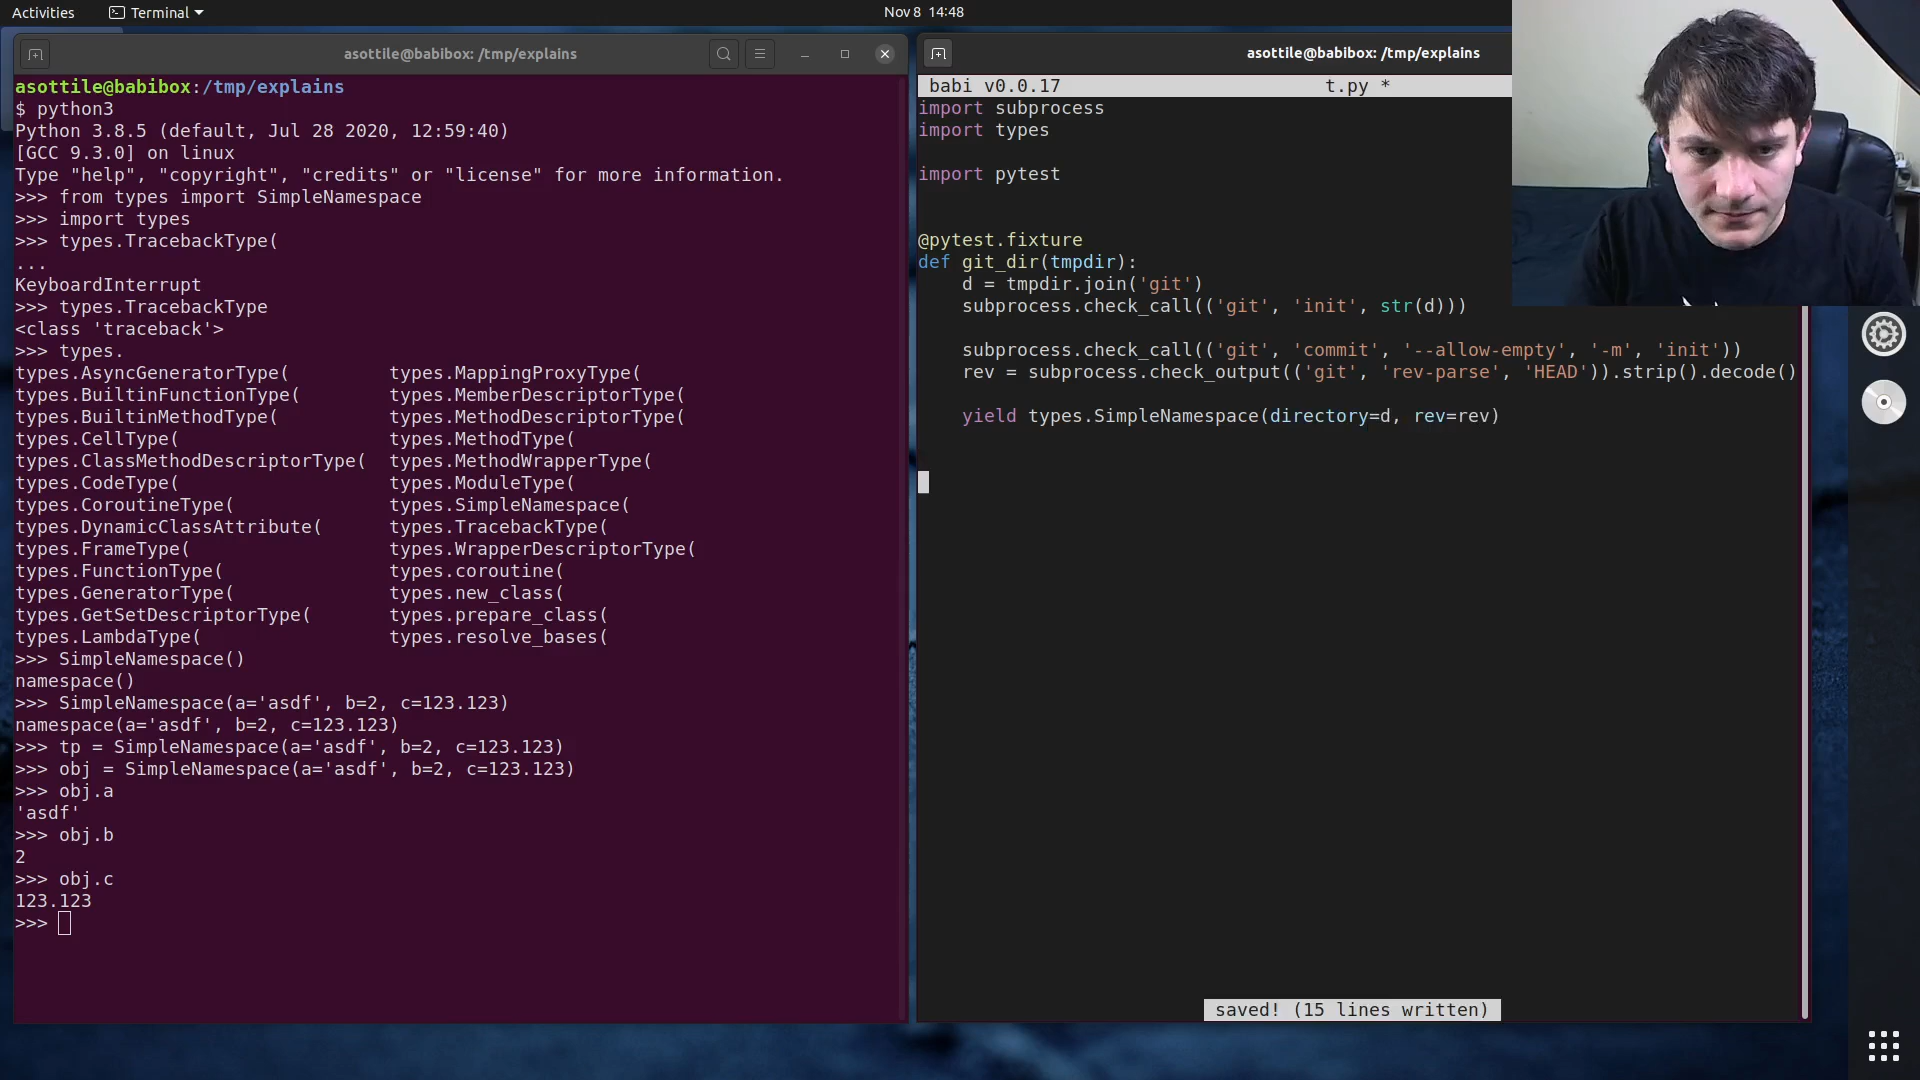 Activities
Terminal
Nov 8 14:48
asottile@babibox: /tmp/explains
asottile@babibox:/tmp/explains
$ python3
Python 3.8.5 (default, Jul 28 2020, 12:59:40)
[GCC 9.3.0] on linux
Type "help", "copyright", "credits" or "license" for more information.
>>> from types import SimpleNamespace
>>> import types
>>> types.TracebackType(
...
KeyboardInterrupt
>>> types.TracebackType
<class 'traceback'>
>>> types.
types.AsyncGeneratorType( types.MappingProxyType(
types.BuiltinFunctionType( types.MemberDescriptorType(
types.BuiltinMethodType( types.MethodDescriptorType(
types.CellType( types.MethodType(
types.ClassMethodDescriptorType( types.MethodWrapperType(
types.CodeType( types.ModuleType(
types.CoroutineType( types.SimpleNamespace(
types.DynamicClassAttribute( types.TracebackType(
types.FrameType( types.WrapperDescriptorType(
types.FunctionType( types.coroutine(
types.GeneratorType( types.new_class(
types.GetSetDescriptorType( types.prepare_class(
types.LambdaType( types.resolve_bases(
>>> SimpleNamespace()
namespace()
>>> SimpleNamespace(a='asdf', b=2, c=123.123)
namespace(a='asdf', b=2, c=123.123)
>>> tp = SimpleNamespace(a='asdf', b=2, c=123.123)
>>> obj = SimpleNamespace(a='asdf', b=2, c=123.123)
>>> obj.a
'asdf'
>>> obj.b
2
>>> obj.c
123.123
>>>
asottile@babibox: /tmp/explains
babi v0.0.17 t.py *
import subprocess
import types
import pytest
@pytest.fixture
def git_dir(tmpdir):
    d = tmpdir.join('git')
    subprocess.check_call(('git', 'init', str(d)))
    subprocess.check_call(('git', 'commit', '--allow-empty', '-m', 'init'))
    rev = subprocess.check_output(('git', 'rev-parse', 'HEAD')).strip().decode()
    yield types.SimpleNamespace(directory=d, rev=rev)
saved! (15 lines written)